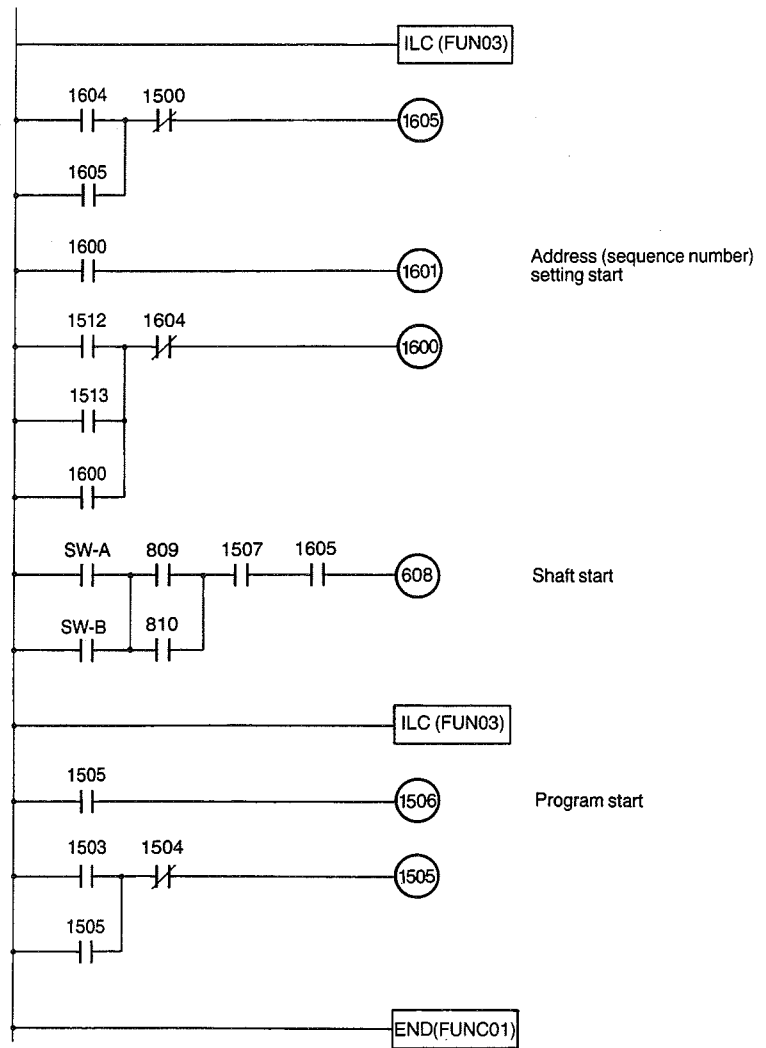 ILC (FUN03)
1604 1500
1605
1605
1600
1601
Address (sequence number)
setting start
1512 1604
1600
1513
1600
SW-A 809 1507 1605
608
Shaft start
SW-B 810
ILC (FUN03)
1505
1506
Program start
1503 1504
1505
1505
END(FUNC01)